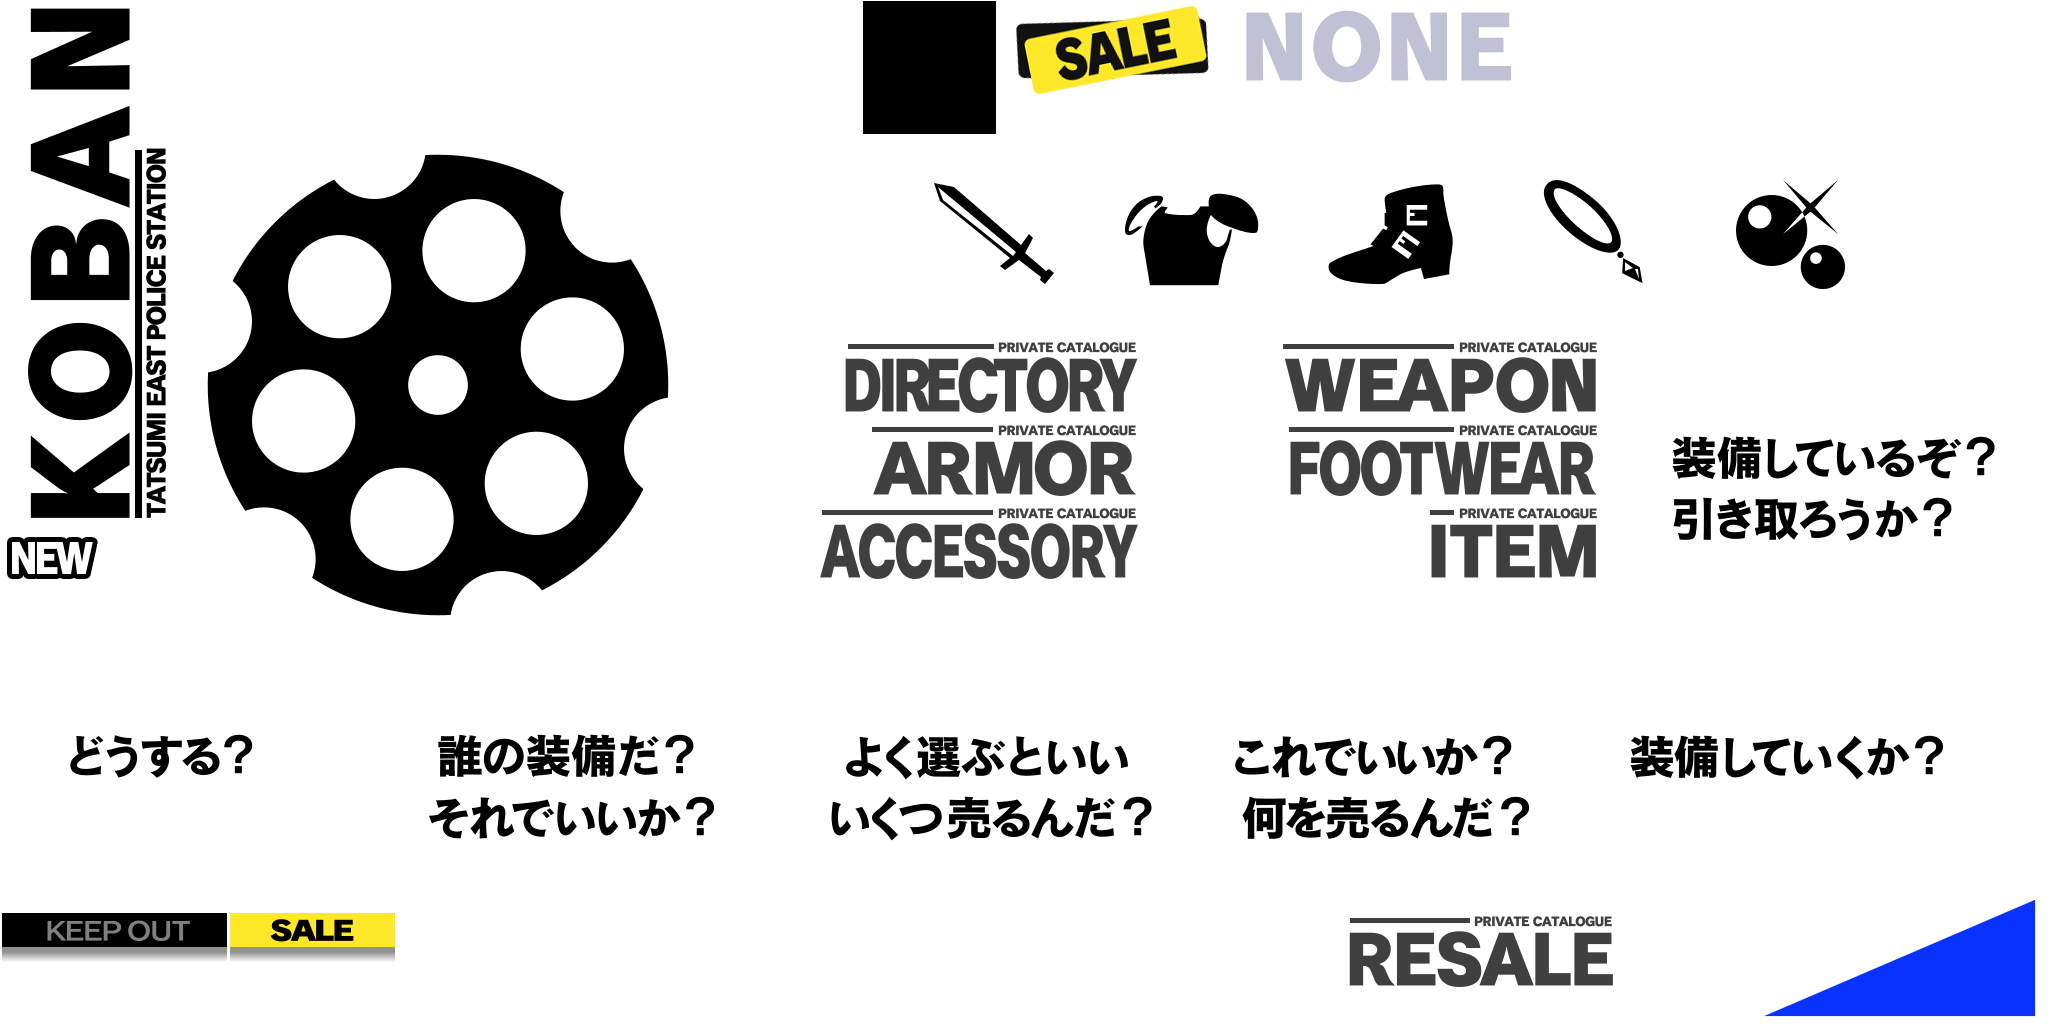 KOBAN
TATSUMI EAST POLICE STATION
NEW
SALE
NONE
PRIVATE CATALOGUE
DIRECTORY
PRIVATE CATALOGUE
WEAPON
PRIVATE CATALOGUE
ARMOR
PRIVATE CATALOGUE
FOOTWEAR
PRIVATE CATALOGUE
ACCESSORY
PRIVATE CATALOGUE
ITEM
装備しているぞ？
引き取ろうか？
どうする？
誰の装備だ？
それでいいか？
よく選ぶといい
いくつ売るんだ？
これでいいか？
何を売るんだ？
装備していくか？
KEEP OUT
SALE
PRIVATE CATALOGUE
RESALE